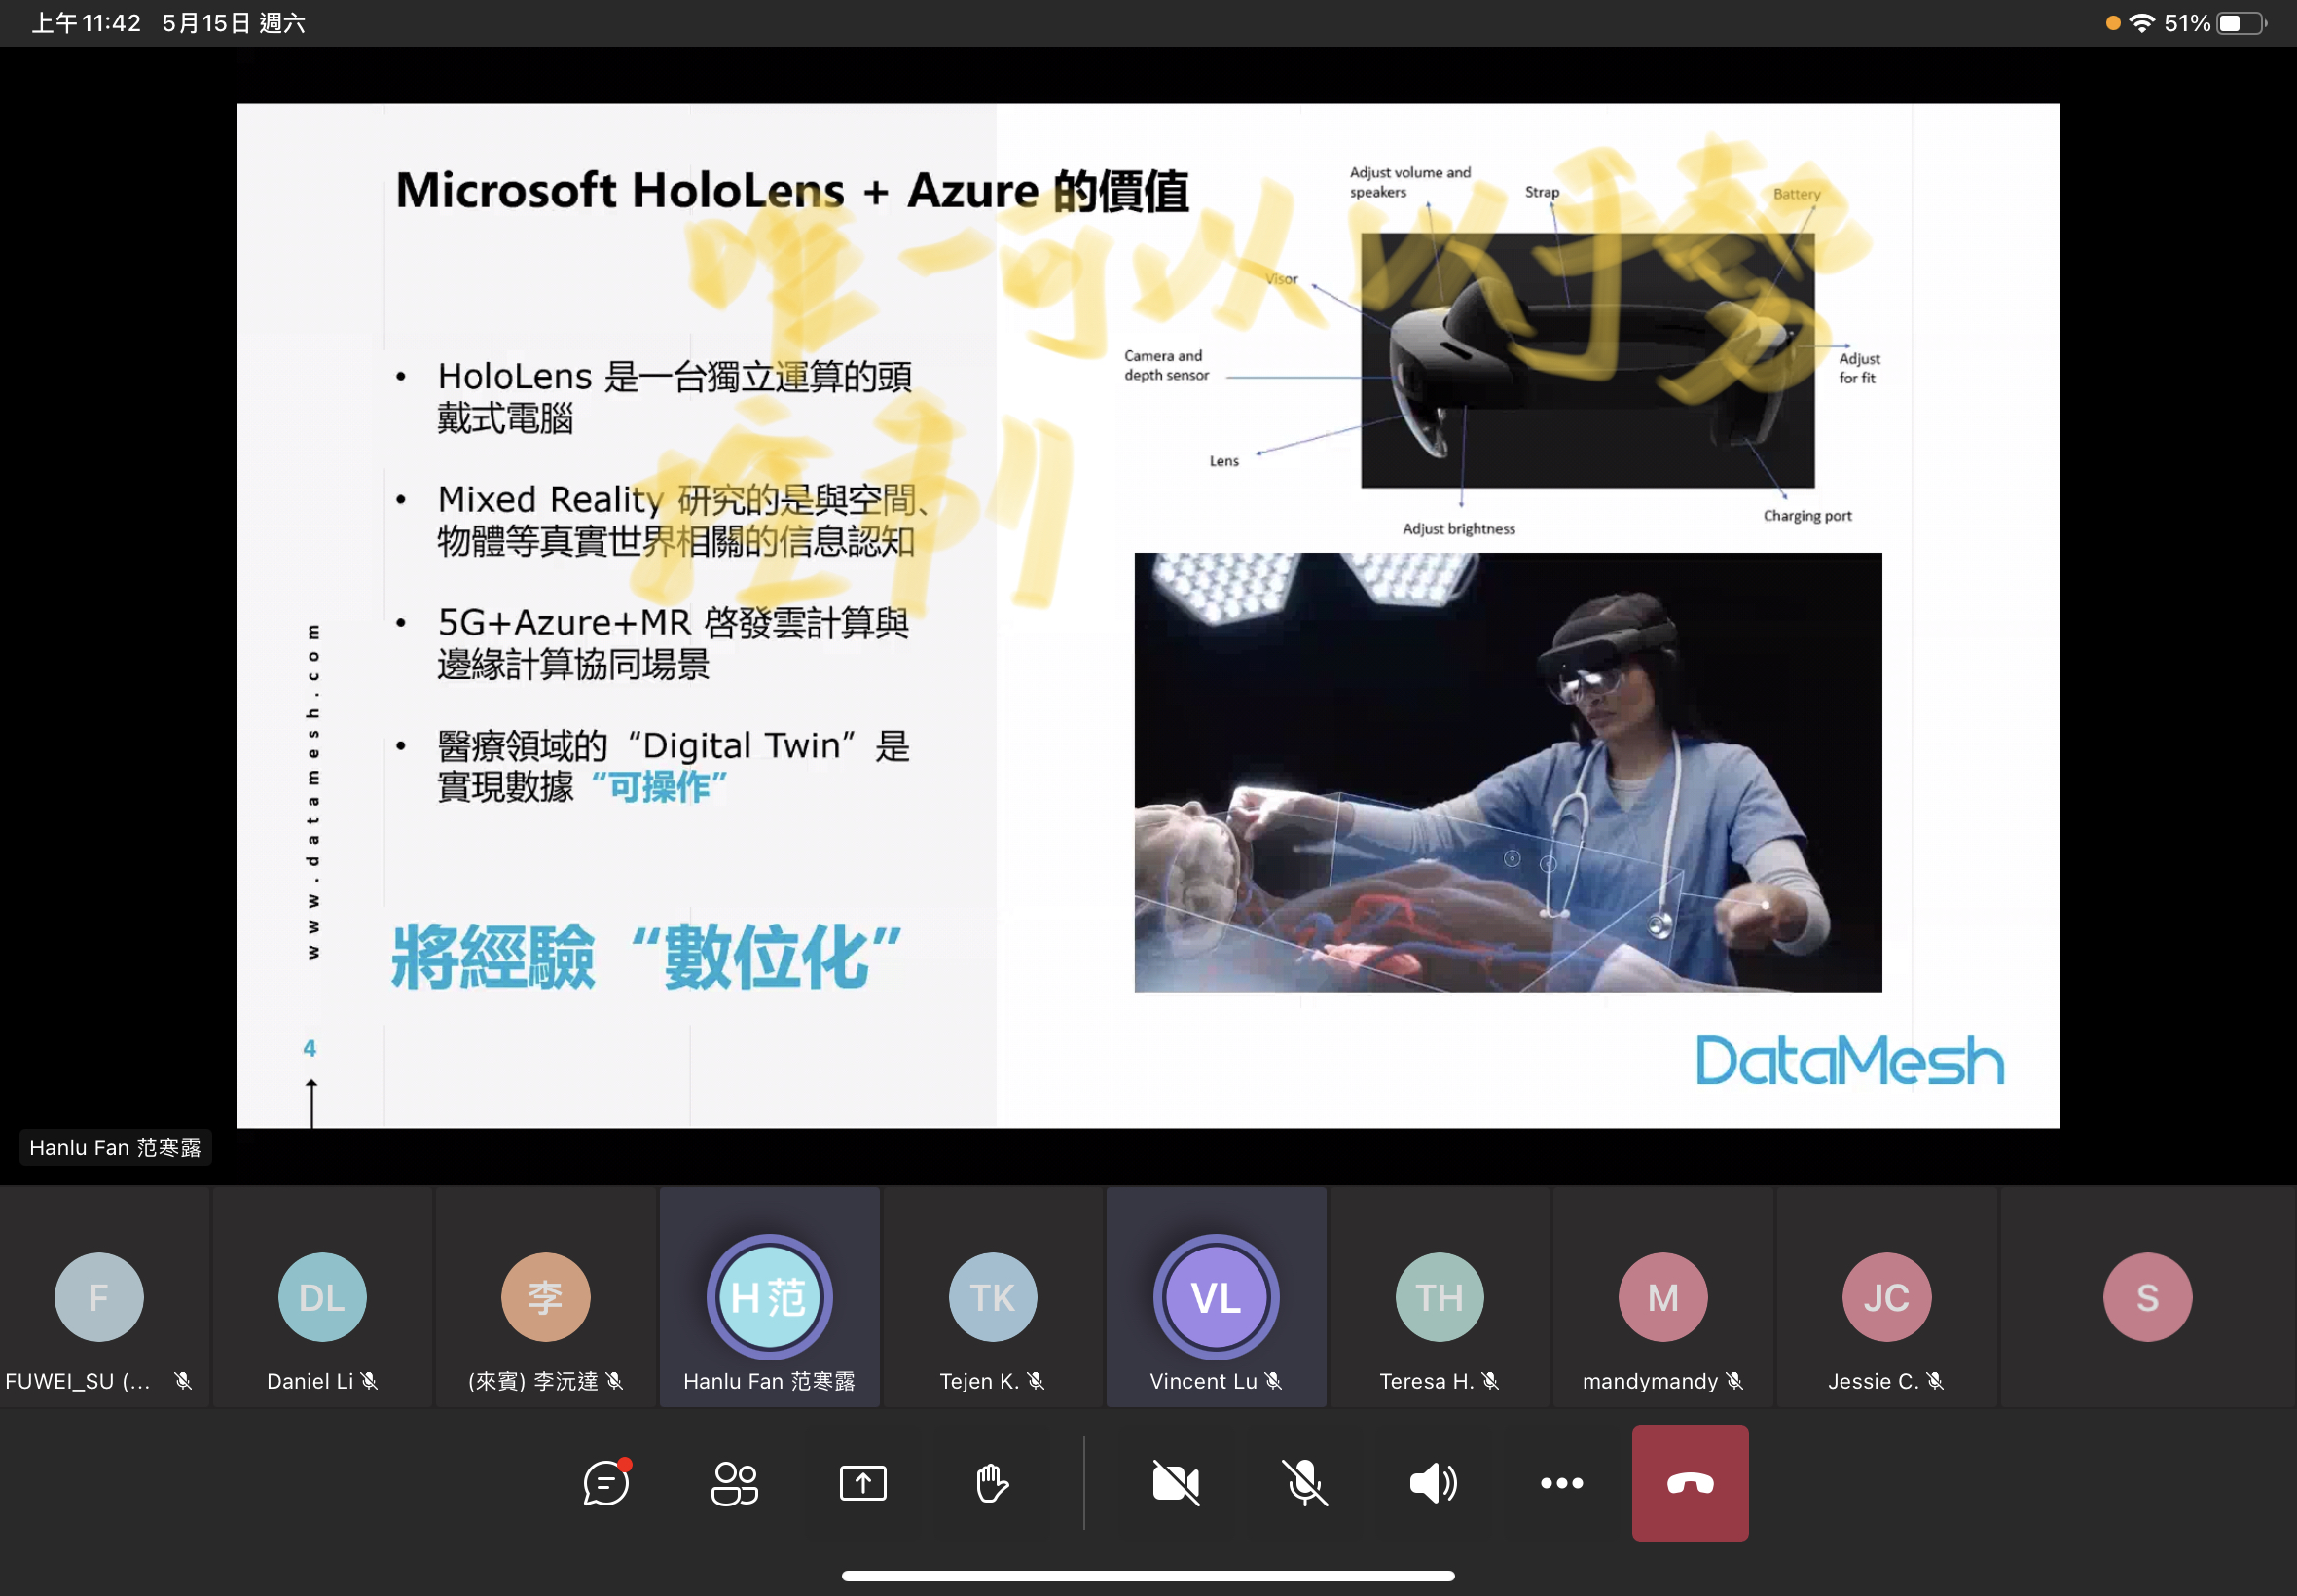 上午11:42 5月15日 週六
51%
Microsoft HoloLens + Azure 的價值
唯一可以以手勢
控制
• HoloLens 是一台獨立運算的頭
戴式電腦
• Mixed Reality 研究的是與空間、
物體等真實世界相關的信息認知
• 5G+Azure+MR 啓發雲計算與
邊緣計算協同場景
• 醫療領域的“Digital Twin”是
實現數據“可操作”
將經驗“數位化”
www.datamesh.com
4
Adjust volume and
speakers
Strap
Battery
Visor
Camera and
depth sensor
Adjust
for fit
Lens
Adjust brightness
Charging port
DataMesh
Hanlu Fan 范寒露
F
DL
李
H 范
TK
VL
TH
M
JC
S
FUWEI_SU (...
Daniel Li
(來賓) 李沅達
Hanlu Fan 范寒露
Tejen K.
Vincent Lu
Teresa H.
mandymandy
Jessie C.